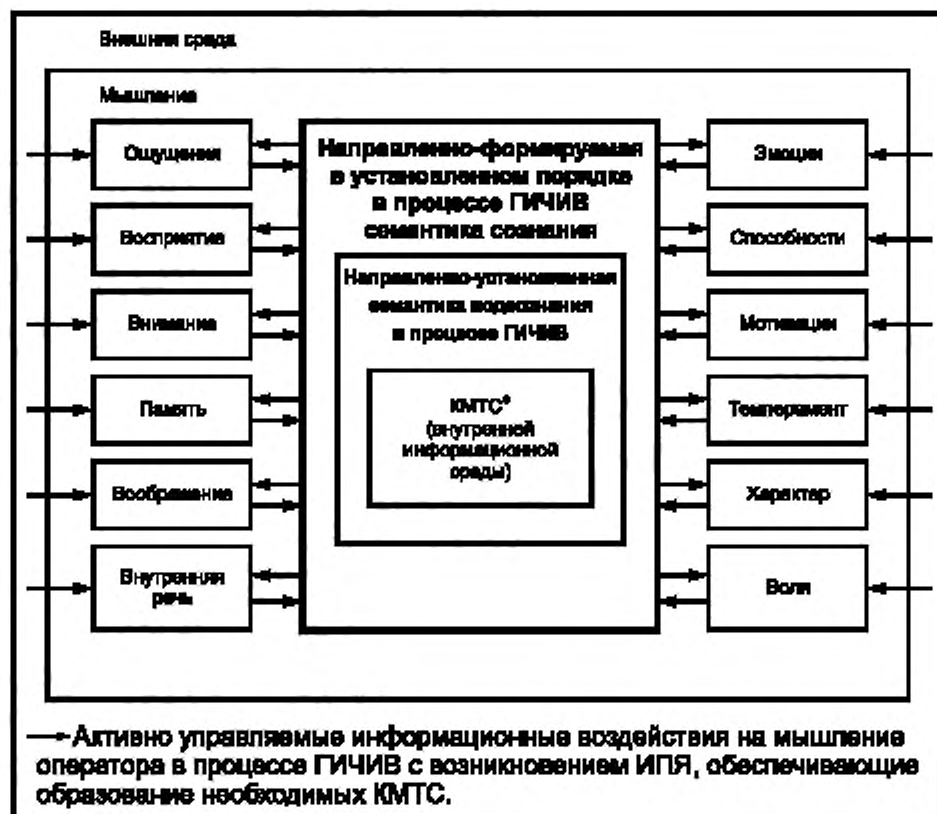 Внешняя среда
Мышление
Ощущения
Восприятие
Внимание
Память
Воображение
Внутренняя
речь
Направленно-формируемая
в установленном порядке
в процессе ГИЧИВ
семантика сознания
Направленно-установленная
семантика подсознания
в процессе ГИЧИВ
КМТС*
(внутренней
информационной
среды)
Эмоции
Способности
Мотивации
Темперамент
Характер
Воля
Активно управляемые информационные воздействия на мышление
оператора в процессе ГИЧИВ с возникновением ИПЯ, обеспечивающие
образование необходимых КМТС.